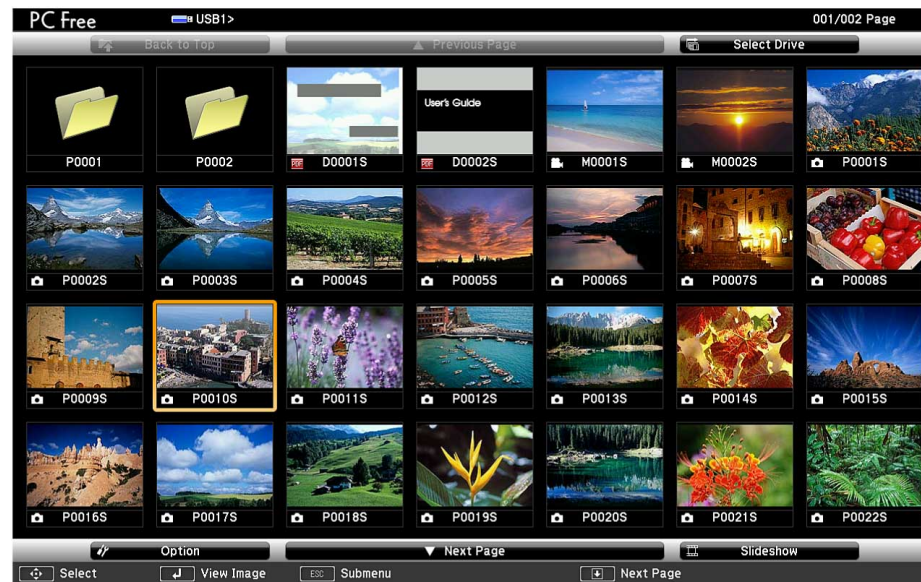 PC Free USB1> 001/002 Page
Back to Top Previous Page Select Drive
User's Guide
P0001 P0002 PDF D0001S PDF D0002S M0001S M0002S P0001S
P0002S P0003S P0004S P0005S P0006S P0007S P0008S
P0009S P0010S P0011S P0012S P0013S P0014S P0015S
P0016S P0017S P0018S P0019S P0020S P0021S P0022S
Option Next Page Slideshow
Select View Image ESC Submenu Next Page